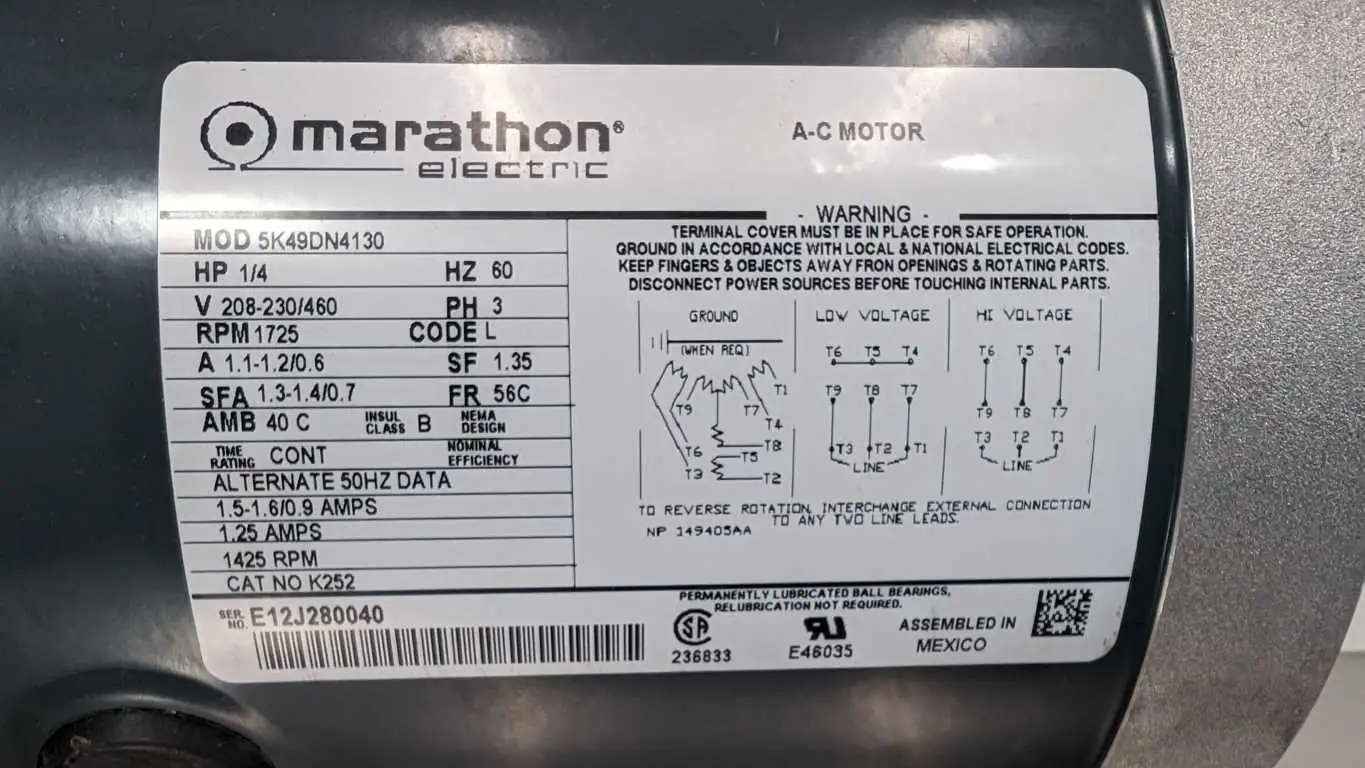 marathon®
electric
A-C MOTOR
MOD 5K49DN4130
HP 1/4 HZ 60
V 208-230/460 PH 3
RPM 1725 CODE L
A 1.1-1.2/0.6 SF 1.35
SFA 1.3-1.4/0.7 FR 56C
AMB 40 C INSUL CLASS B NEMA DESIGN
TIME RATING CONT NOMINAL EFFICIENCY
ALTERNATE 50HZ DATA
1.5-1.6/0.9 AMPS
1.25 AMPS
1425 RPM
CAT NO K252
- WARNING -
TERMINAL COVER MUST BE IN PLACE FOR SAFE OPERATION.
GROUND IN ACCORDANCE WITH LOCAL & NATIONAL ELECTRICAL CODES.
KEEP FINGERS & OBJECTS AWAY FRON OPENINGS & ROTATING PARTS.
DISCONNECT POWER SOURCES BEFORE TOUCHING INTERNAL PARTS.
GROUND
(WHEN REQ)
T1
T9 T7
T4
T6 T8
T5
T3 T2
LOW VOLTAGE
T6 T5 T4
T9 T8 T7
T3 T2 T1
LINE
HI VOLTAGE
T6 T5 T4
T9 T8 T7
T3 T2 T1
LINE
TO REVERSE ROTATION, INTERCHANGE EXTERNAL CONNECTION
TO ANY TWO LINE LEADS.
NP 149405AA
SER. NO. E12J280040
PERMANENTLY LUBRICATED BALL BEARINGS,
RELUBRICATION NOT REQUIRED.
SA
236833
RU
E46035
ASSEMBLED IN
MEXICO